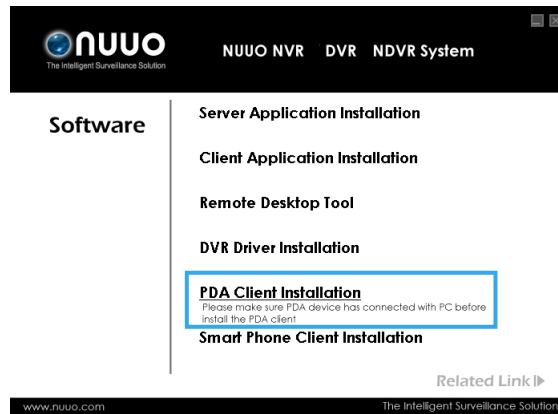 nuuo
The Intelligent Surveillance Solution
NUUO NVR DVR NDVR System
Software
Server Application Installation
Client Application Installation
Remote Desktop Tool
DVR Driver Installation
PDA Client Installation
Please make sure PDA device has connected with PC before
install the PDA client
Smart Phone Client Installation
Related Link
www.nuuo.com
The Intelligent Surveillance Solution